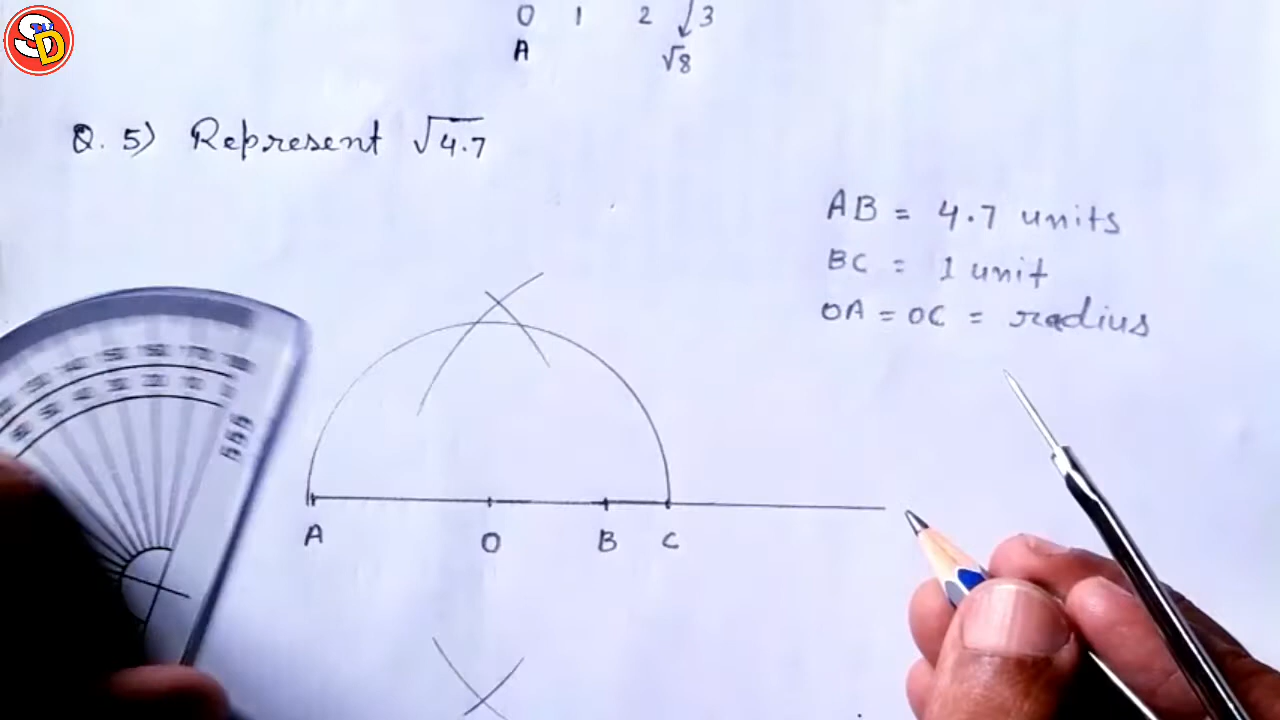 SD
0 1 2 3
A √8
Q. 5) Represent √4.7
AB = 4.7 units
BC = 1 unit
OA = OC = radius
A O B C